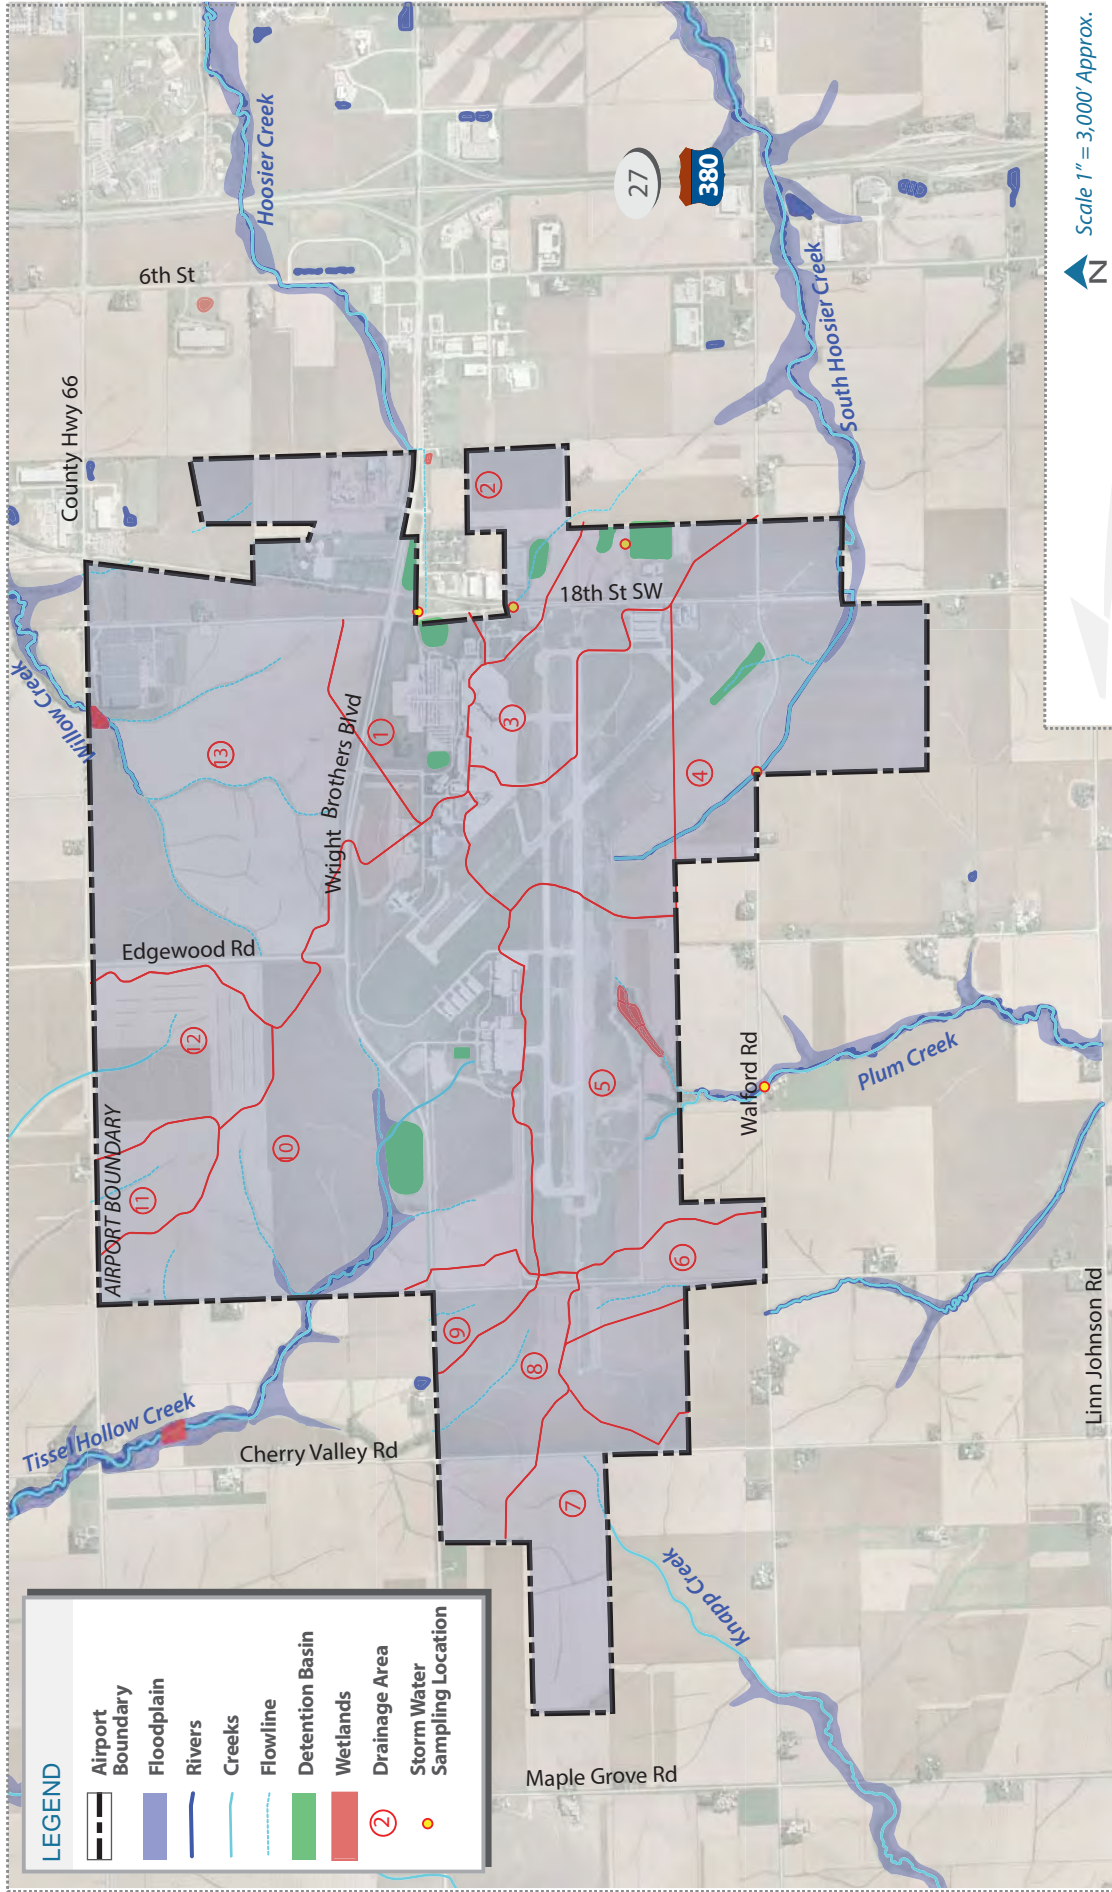 LEGEND
Airport
Boundary
Floodplain
Rivers
Creeks
Flowline
Detention Basin
Wetlands
2
Drainage Area
Storm Water
Sampling Location
Tissel Hollow Creek
Cherry Valley Rd
Maple Grove Rd
Knapp Creek
AIRPORT BOUNDARY
Edgewood Rd
Willow Creek
County Hwy 66
6th St
Hoosier Creek
Wright Brothers Blvd
18th St SW
27
380
South Hoosier Creek
Walford Rd
Plum Creek
Linn Johnson Rd
1
2
3
4
5
6
7
8
9
10
11
12
13
N
Scale 1" = 3,000' Approx.